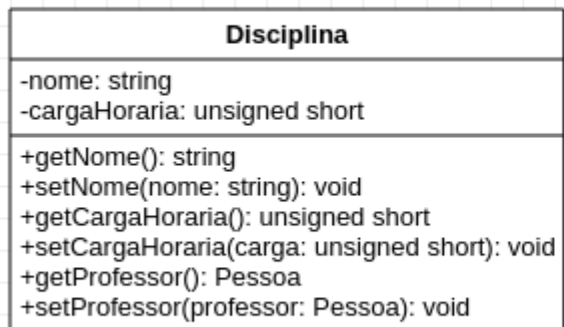 Disciplina
-nome: string
-cargaHoraria: unsigned short
+getNome(): string
+setNome(nome: string): void
+getCargaHoraria(): unsigned short
+setCargaHoraria(carga: unsigned short): void
+getProfessor(): Pessoa
+setProfessor(professor: Pessoa): void